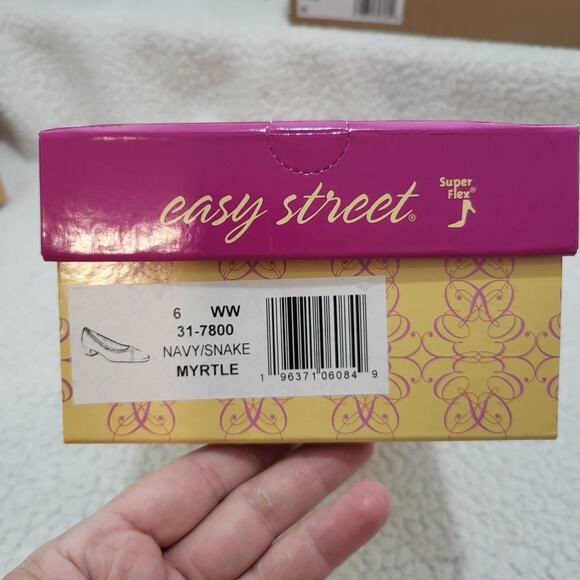 easy street®
Super Flex®
6 WW
31-7800
NAVY/SNAKE
MYRTLE
1 96371 06084 9